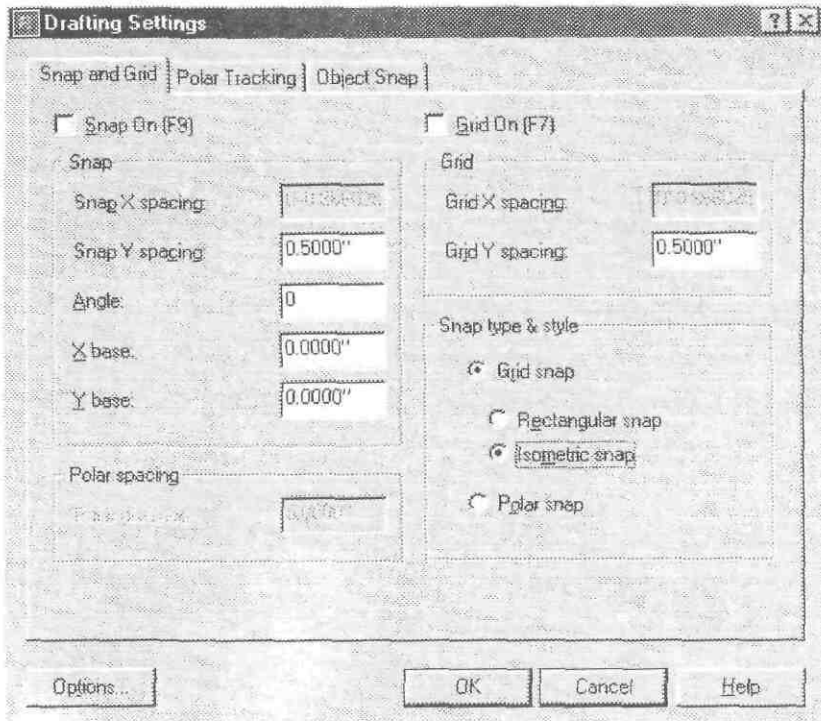 Drafting Settings
Snap and Grid
Polar Tracking
Object Snap
Snap On (F9)
Snap
Snap X spacing:
Snap Y spacing: 0.5000"
Angle: 0
X base: 0.0000"
Y base: 0.0000"
Polar spacing
Grid On (F7)
Grid
Grid X spacing:
Grid Y spacing: 0.5000"
Snap type & style
Grid snap
Rectangular snap
Isometric snap
Polar snap
Options...
OK
Cancel
Help